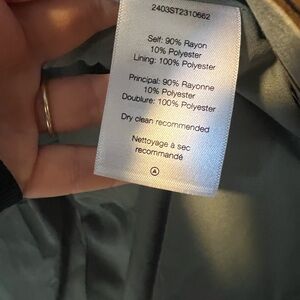 2403ST2310662
Self: 90% Rayon
10% Polyester
Lining: 100% Polyester
Principal: 90% Rayonne
10% Polyester
Doublure: 100% Polyester
Dry clean recommended
Nettoyage à sec
recommandé